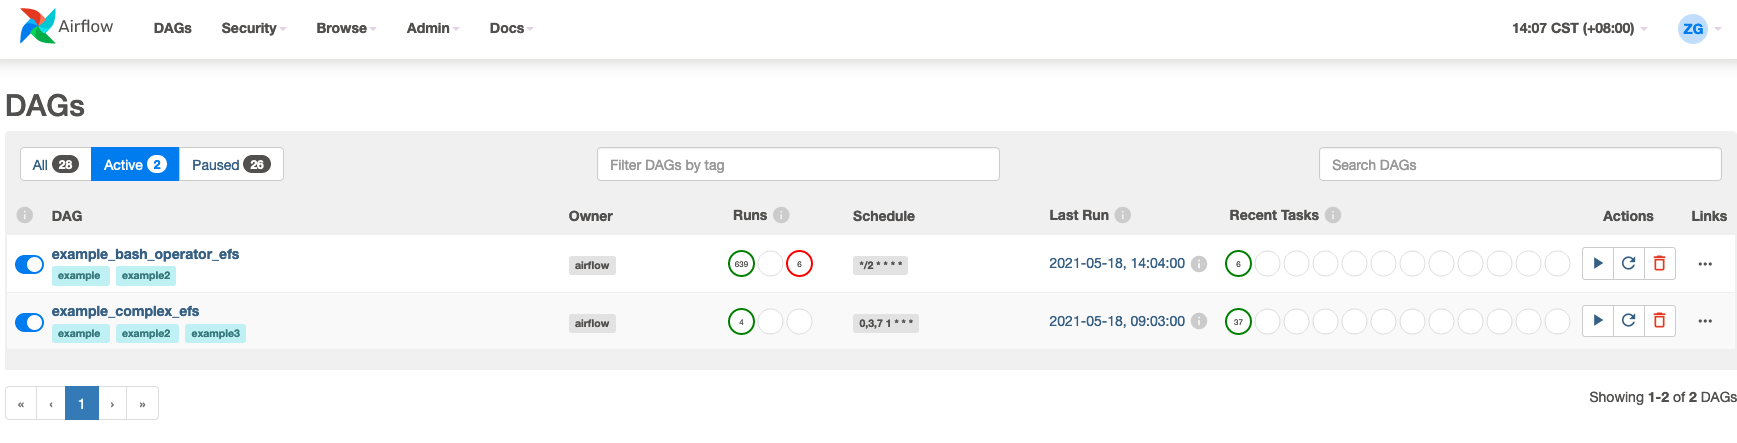 Airflow DAGs Security Browse Admin Docs 14:07 CST (+08:00) ZG
DAGs
All 28 Active 2 Paused 26 Filter DAGs by tag Search DAGs
i DAG Owner Runs i Schedule Last Run i Recent Tasks i Actions Links
example_bash_operator_efs
example example2 airflow 639 6 */2 * * * * 2021-05-18, 14:04:00 i 6 ...
example_complex_efs
example example2 example3 airflow 4 0,3,7 1 * * * 2021-05-18, 09:03:00 i 37 ...
« ‹ 1 › » Showing 1-2 of 2 DAGs